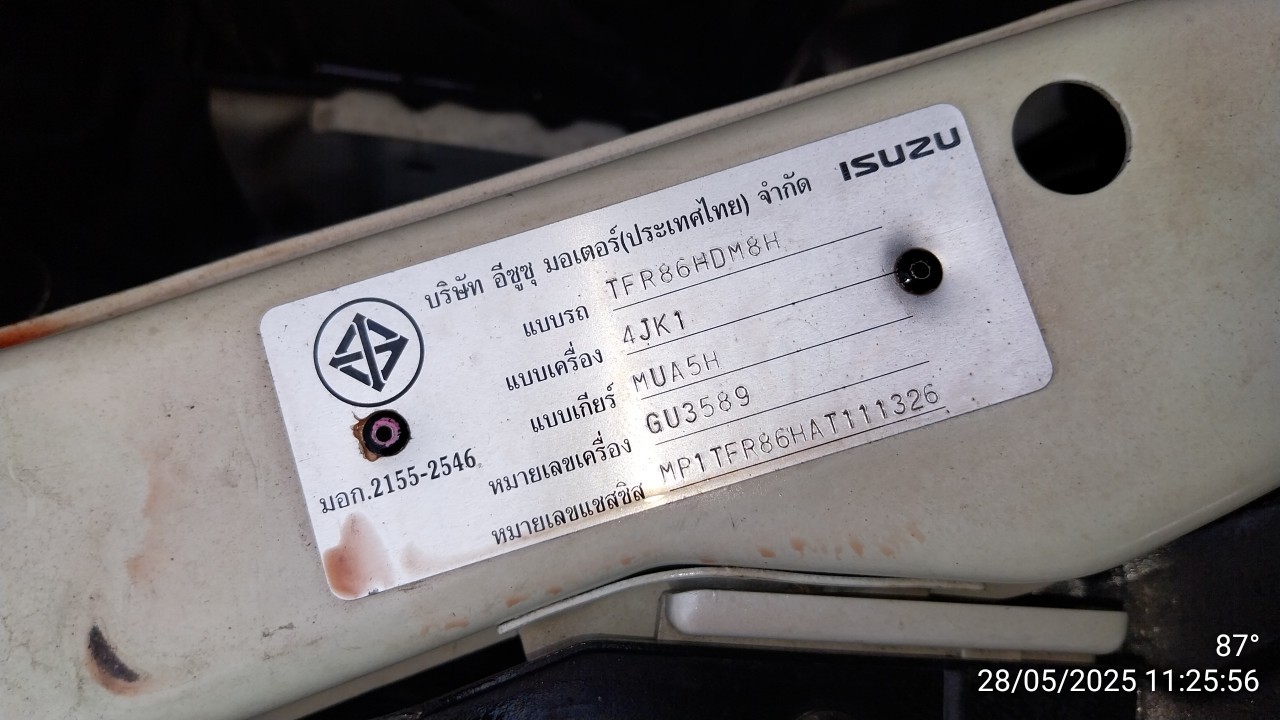 ISUZU
บริษัท อีซูซุ มอเตอร์(ประเทศไทย) จำกัด
แบบรถ TFR86HDM8H
แบบเครื่อง 4JK1
แบบเกียร์ MUA5H
หมายเลขเครื่อง GU3589
หมายเลขแชสซิส MP1TFR86HAT111326
มอก.2155-2546
87°
28/05/2025 11:25:56